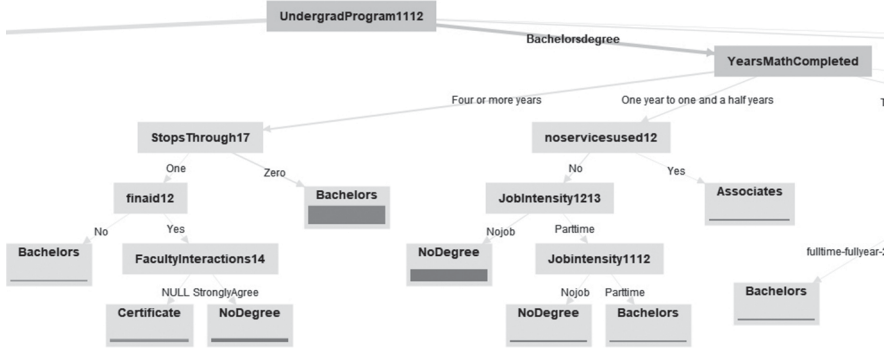 UndergradProgram1112
Bachelorsdegree
YearsMathCompleted
Four or more years
One year to one and a half years
T
StopsThrough17
noservicesused12
One
Zero
No
Yes
finaid12
Bachelors
JobIntensity1213
Associates
No
Yes
Nojob
Parttime
Bachelors
FacultyInteractions14
NoDegree
Jobintensity1112
fulltime-fullyear-2
NULL
StronglyAgree
Nojob
Parttime
Bachelors
Certificate
NoDegree
NoDegree
Bachelors